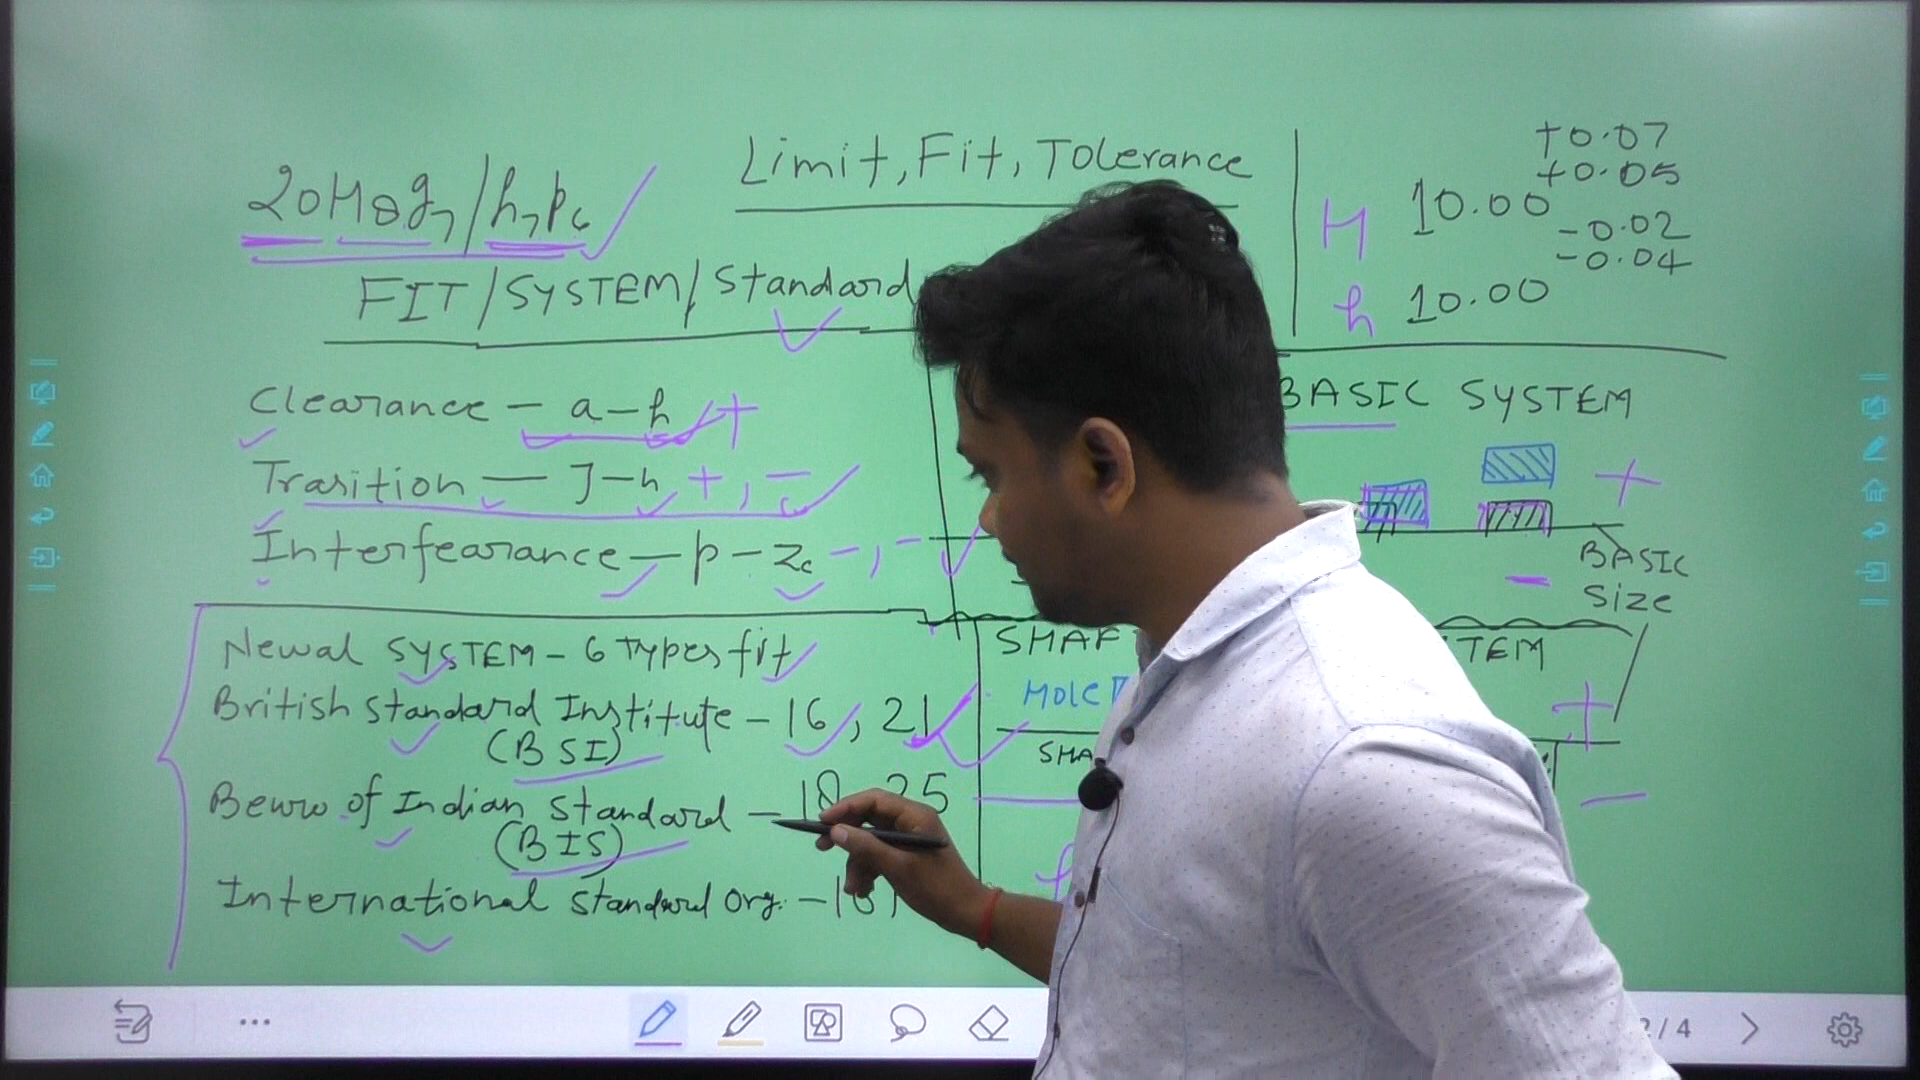 Limit, Fit, Tolerance
20H8g7/h7p6
FIT/SYSTEM/Standard
Clearance - a-h +
Trasition - J-n +, -
Interfearance - p-zc -, -
Newal SYSTEM - 6 Types fit
British Standard Institute - 16, 21
(BSI)
Bewro of Indian Standard - 18, 25
(BIS)
International Standard Org. - 18,
+0.07
+0.05
H 10.00
-0.02
-0.04
h 10.00
BASIC SYSTEM
+
-
BASIC
Size
SHAF
TEM
HOLE
+
SHA
-
/4